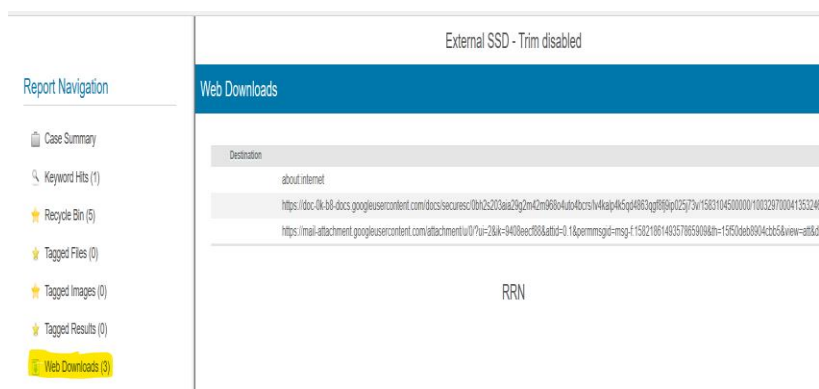 External SSD - Trim disabled
Report Navigation
Web Downloads
Case Summary
Keyword Hits (1)
Recycle Bin (5)
Tagged Files (0)
Tagged Images (0)
Tagged Results (0)
Web Downloads (3)
Destination
about:internet
RRN